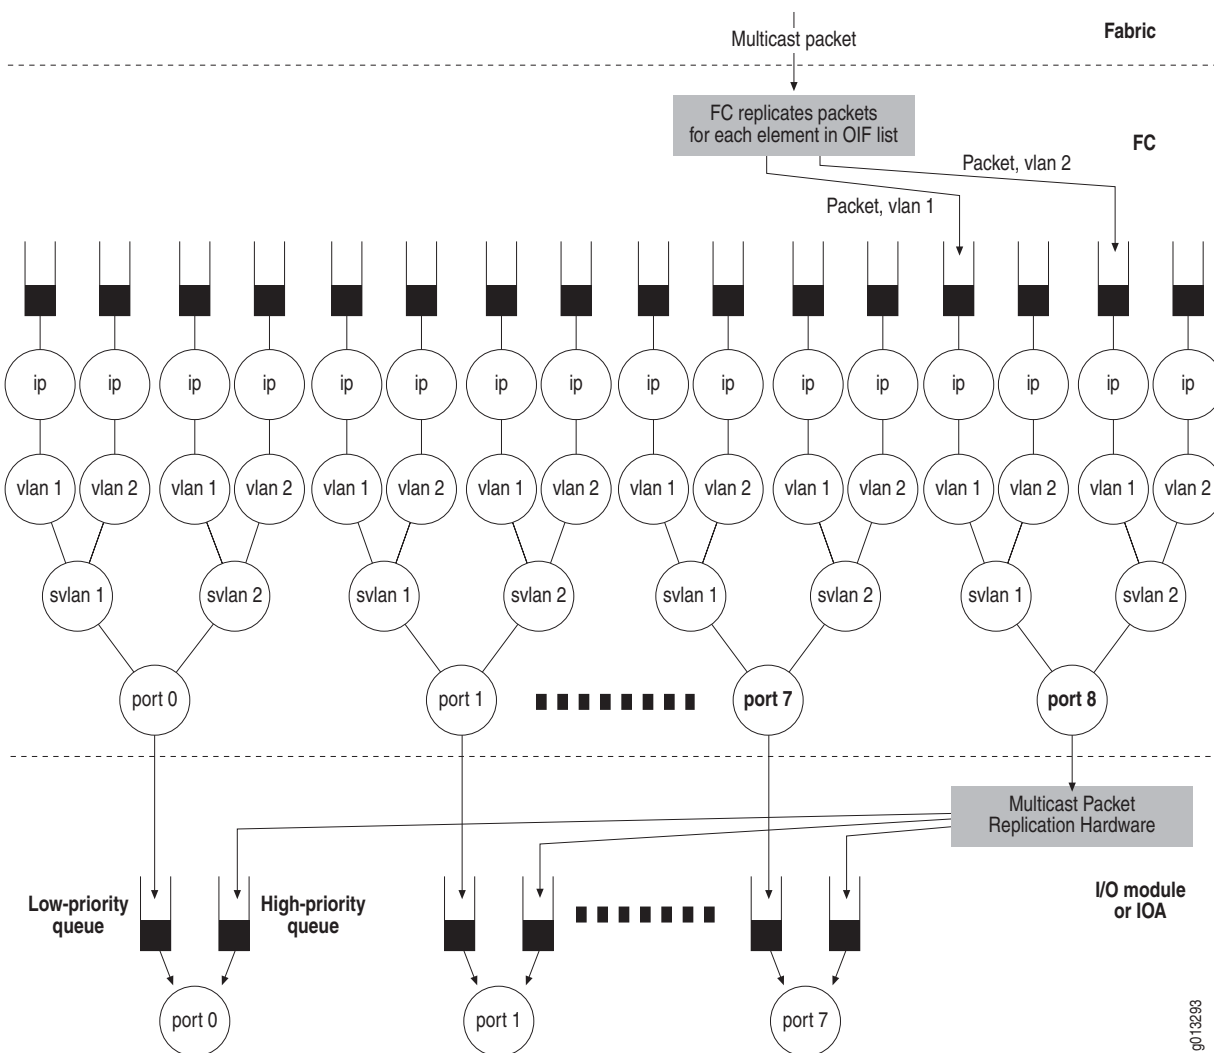 Fabric
Multicast packet
FC replicates packets
for each element in OIF list
FC
Packet, vlan 2
Packet, vlan 1
ip ip ip ip ip ip ip ip ip ip ip ip ip ip ip ip
vlan 1 vlan 2 vlan 1 vlan 2 vlan 1 vlan 2 vlan 1 vlan 2 vlan 1 vlan 2 vlan 1 vlan 2 vlan 1 vlan 2 vlan 1 vlan 2
svlan 1 svlan 2 svlan 1 svlan 2 svlan 1 svlan 2 svlan 1 svlan 2
port 0 port 1 port 7 port 8
Multicast Packet
Replication Hardware
Low-priority
queue
High-priority
queue
I/O module
or IOA
port 0 port 1 port 7
g013293